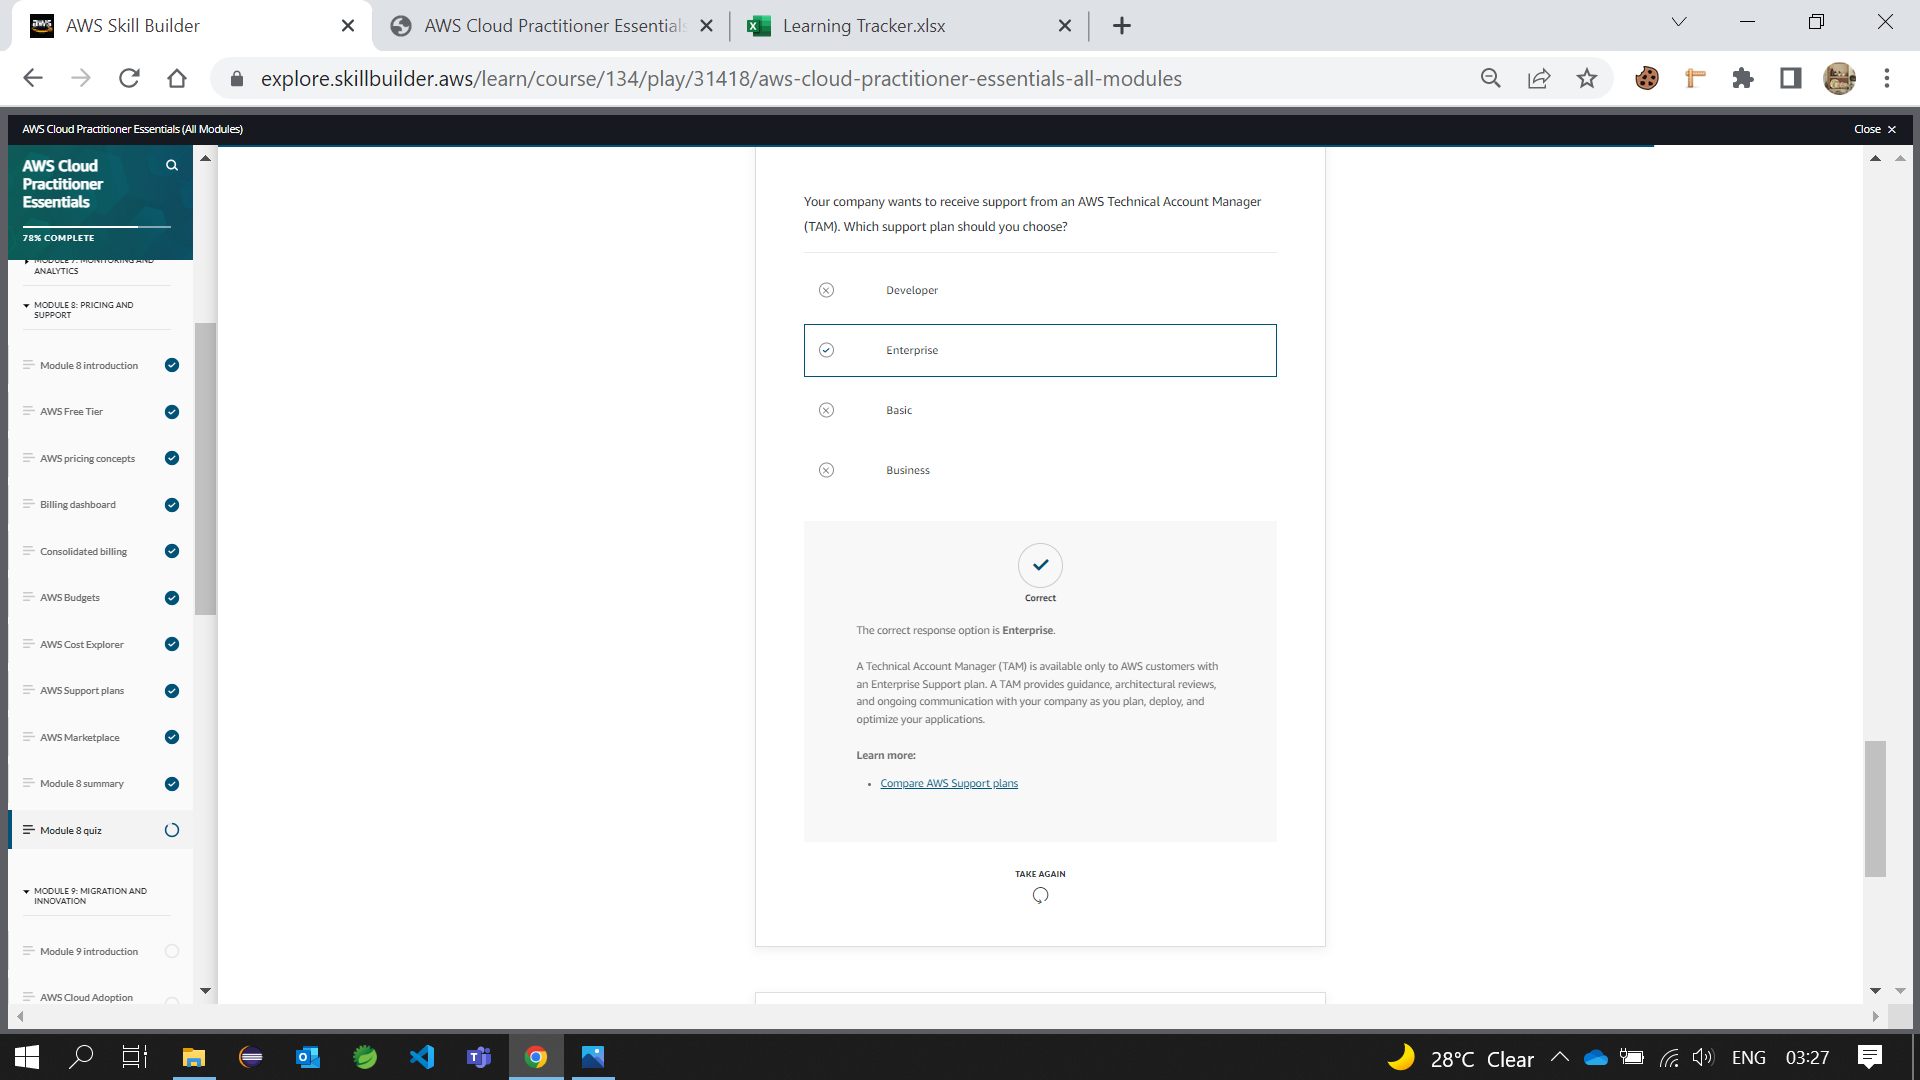 AWS Skill Builder
AWS Cloud Practitioner Essentials
Learning Tracker.xlsx
explore.skillbuilder.aws/learn/course/134/play/31418/aws-cloud-practitioner-essentials-all-modules
AWS Cloud Practitioner Essentials (All Modules)
Close
AWS Cloud
Practitioner
Essentials
78% COMPLETE
MODULE 7: MONITORING AND
ANALYTICS
MODULE 8: PRICING AND
SUPPORT
Module 8 introduction
AWS Free Tier
AWS pricing concepts
Billing dashboard
Consolidated billing
AWS Budgets
AWS Cost Explorer
AWS Support plans
AWS Marketplace
Module 8 summary
Module 8 quiz
MODULE 9: MIGRATION AND
INNOVATION
Module 9 introduction
AWS Cloud Adoption
Your company wants to receive support from an AWS Technical Account Manager
(TAM). Which support plan should you choose?
Developer
Enterprise
Basic
Business
Correct
The correct response option is Enterprise.
A Technical Account Manager (TAM) is available only to AWS customers with
an Enterprise Support plan. A TAM provides guidance, architectural reviews,
and ongoing communication with your company as you plan, deploy, and
optimize your applications.
Learn more:
• Compare AWS Support plans
TAKE AGAIN
28°C Clear
ENG
03:27